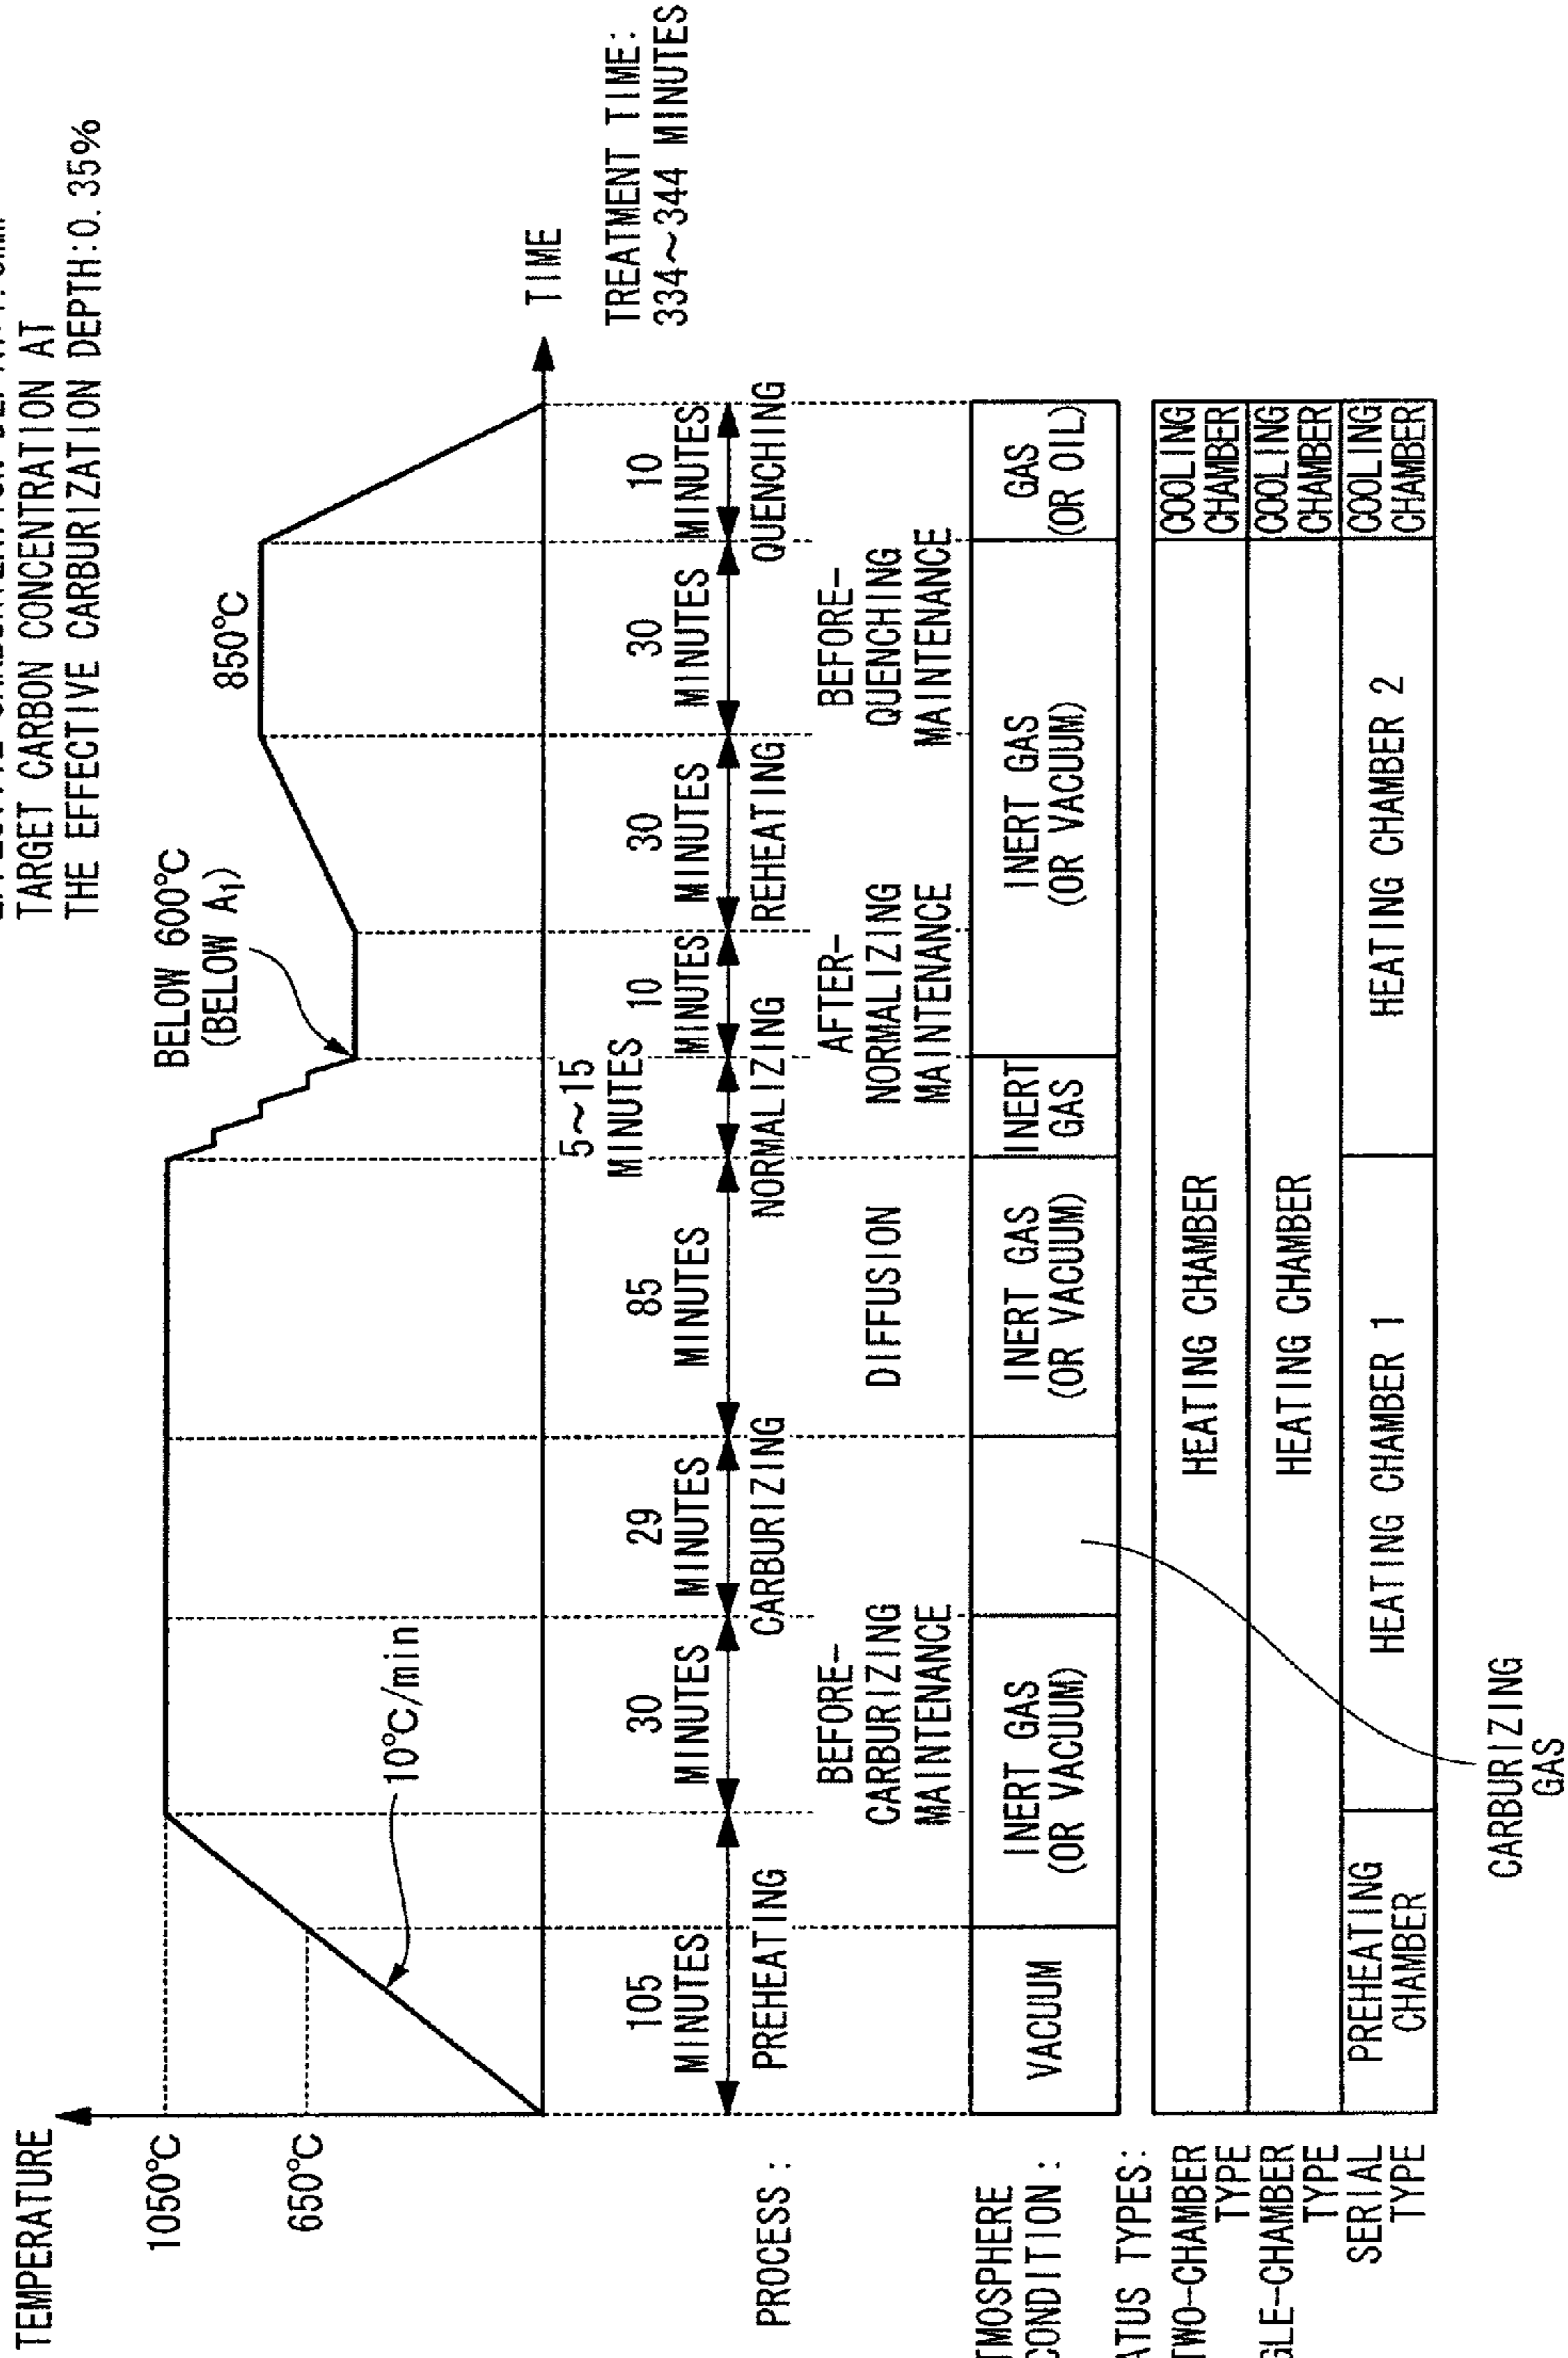 TARGET CARBON CONCENTRATION AT
THE EFFECTIVE CARBURIZATION DEPTH:0.35%
TEMPERATURE
1050°C
650°C
10°C/min
BELOW 600°C
(BELOW A1)
850°C
TIME
TREATMENT TIME:
334~344 MINUTES
105
MINUTES
30
MINUTES
29
MINUTES
85
MINUTES
5~15
MINUTES
10
MINUTES
30
MINUTES
30
MINUTES
10
MINUTES
PROCESS :
PREHEATING
BEFORE-
CARBURIZING
MAINTENANCE
CARBURIZING
DIFFUSION
NORMALIZING
AFTER-
NORMALIZING
MAINTENANCE
REHEATING
BEFORE-
QUENCHING
MAINTENANCE
QUENCHING
TMOSPHERE
CONDITION :
VACUUM
INERT GAS
(OR VACUUM)
INERT GAS
(OR VACUUM)
INERT
GAS
INERT GAS
(OR VACUUM)
GAS
(OR OIL)
ATUS TYPES:
TWO-CHAMBER
TYPE
HEATING CHAMBER
COOLING
CHAMBER
GLE-CHAMBER
TYPE
HEATING CHAMBER
COOLING
CHAMBER
SERIAL
TYPE
PREHEATING
CHAMBER
HEATING CHAMBER 1
HEATING CHAMBER 2
COOLING
CHAMBER
CARBURIZING
GAS